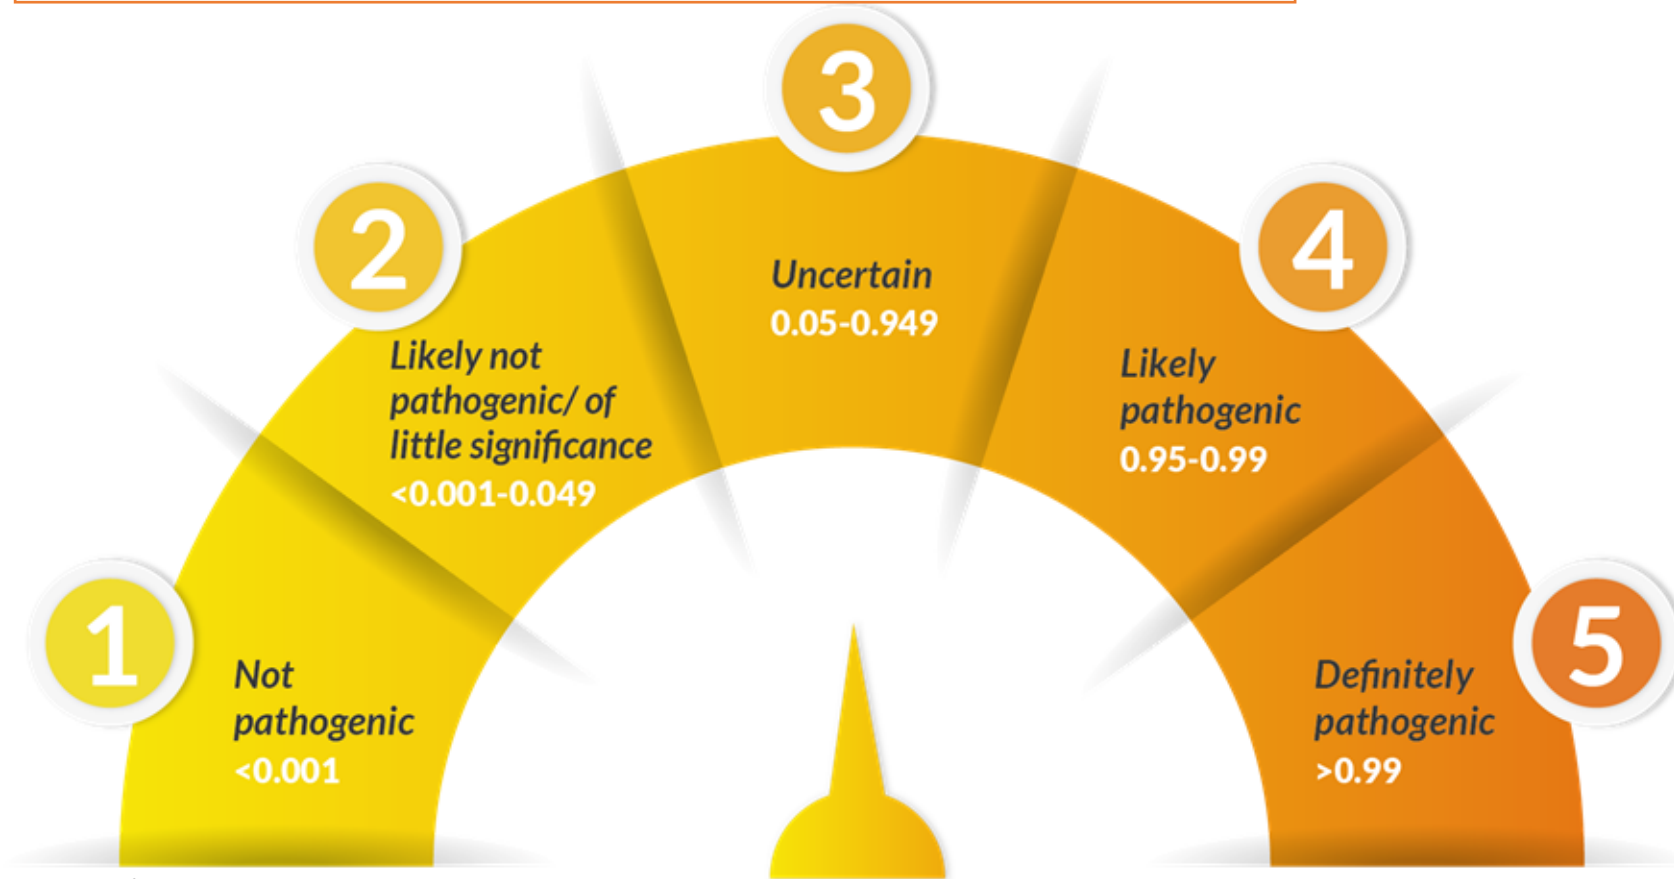 1
Not
pathogenic
<0.001
2
Likely not
pathogenic/ of
little significance
<0.001-0.049
3
Uncertain
0.05-0.949
4
Likely
pathogenic
0.95-0.99
5
Definitely
pathogenic
>0.99